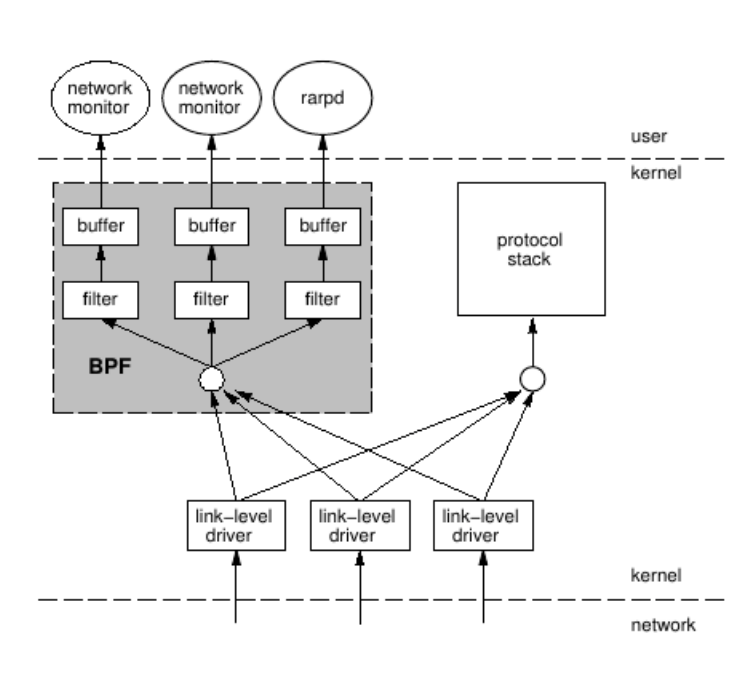 network
monitor
network
monitor
rarpd
user
kernel
buffer
buffer
buffer
protocol
stack
filter
filter
filter
BPF
link-level
driver
link-level
driver
link-level
driver
kernel
network